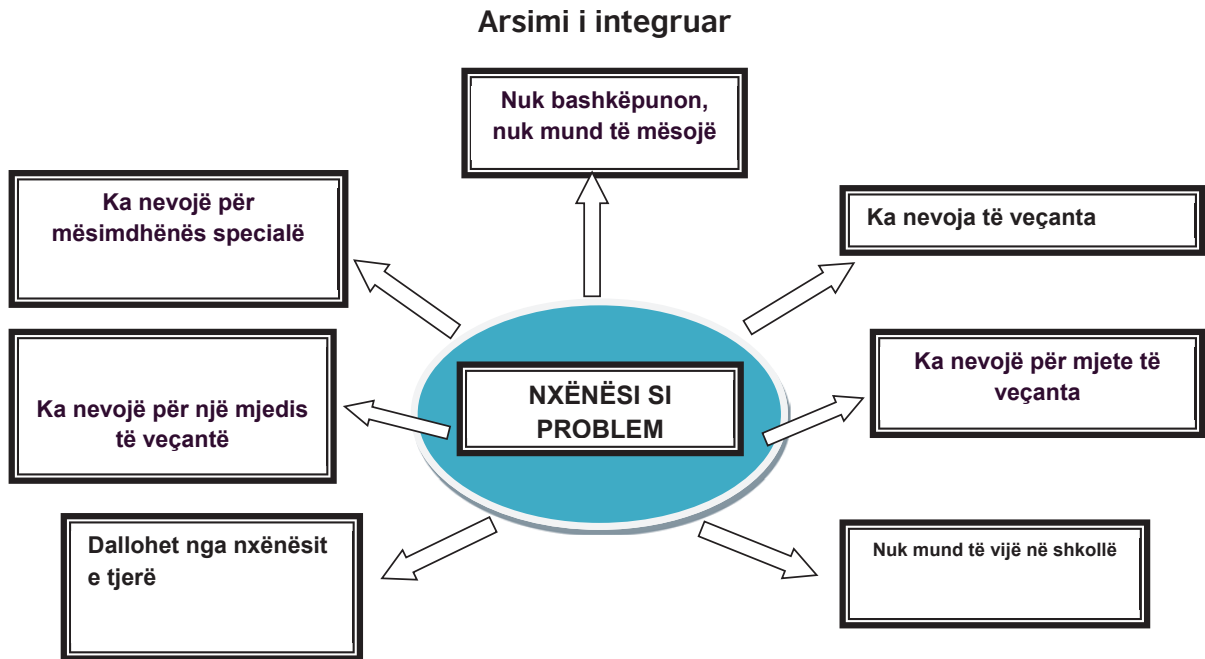 Arsimi i integruar
Nuk bashkëpunon,
nuk mund të mësojë
Ka nevojë për
mësimdhënës specialë
Ka nevoja të veçanta
Ka nevojë për një mjedis
të veçantë
NXËNËSI SI
PROBLEM
Ka nevojë për mjete të
veçanta
Dallohet nga nxënësit
e tjerë
Nuk mund të vijë në shkollë